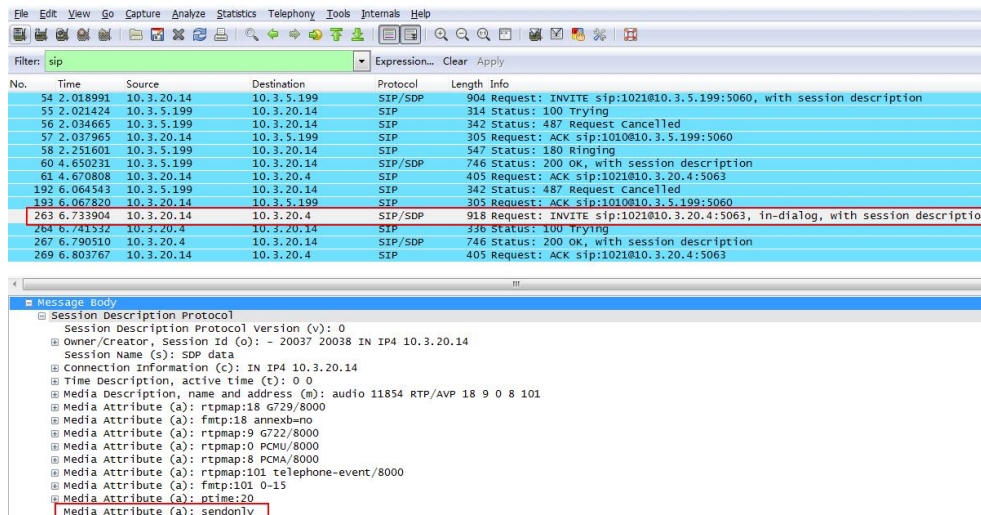 File Edit View Go Capture Analyze Statistics Telephony Tools Internals Help
Filter: sip Expression... Clear Apply
No. Time Source Destination Protocol Length Info
54 2.018991 10.3.20.14 10.3.5.199 SIP/SDP 904 Request: INVITE sip:1021@10.3.5.199:5060, with session description
55 2.021424 10.3.5.199 10.3.20.14 SIP 314 Status: 100 Trying
56 2.034665 10.3.5.199 10.3.20.14 SIP 342 Status: 487 Request Cancelled
57 2.037965 10.3.20.14 10.3.5.199 SIP 305 Request: ACK sip:1010@10.3.5.199:5060
58 2.251601 10.3.5.199 10.3.20.14 SIP 547 Status: 180 Ringing
60 4.650231 10.3.5.199 10.3.20.14 SIP/SDP 746 Status: 200 OK, with session description
61 4.670808 10.3.20.14 10.3.20.4 SIP 405 Request: ACK sip:1021@10.3.20.4:5063
192 6.064543 10.3.5.199 10.3.20.14 SIP 342 Status: 487 Request Cancelled
193 6.067820 10.3.20.14 10.3.5.199 SIP 305 Request: ACK sip:1010@10.3.5.199:5060
263 6.733904 10.3.20.14 10.3.20.4 SIP/SDP 918 Request: INVITE sip:1021@10.3.20.4:5063, in-dialog, with session descriptio
264 6.741532 10.3.20.4 10.3.20.14 SIP 336 Status: 100 Trying
267 6.790510 10.3.20.4 10.3.20.14 SIP/SDP 746 Status: 200 OK, with session description
269 6.803767 10.3.20.14 10.3.20.4 SIP 405 Request: ACK sip:1021@10.3.20.4:5063
Message Body
Session Description Protocol
Session Description Protocol Version (v): 0
Owner/Creator, Session Id (o): - 20037 20038 IN IP4 10.3.20.14
Session Name (s): SDP data
Connection Information (c): IN IP4 10.3.20.14
Time Description, active time (t): 0 0
Media Description, name and address (m): audio 11854 RTP/AVP 18 9 0 8 101
Media Attribute (a): rtpmap:18 G729/8000
Media Attribute (a): fmtp:18 annexb=no
Media Attribute (a): rtpmap:9 G722/8000
Media Attribute (a): rtpmap:0 PCMU/8000
Media Attribute (a): rtpmap:8 PCMA/8000
Media Attribute (a): rtpmap:101 telephone-event/8000
Media Attribute (a): fmtp:101 0-15
Media Attribute (a): ptime:20
Media Attribute (a): sendonly